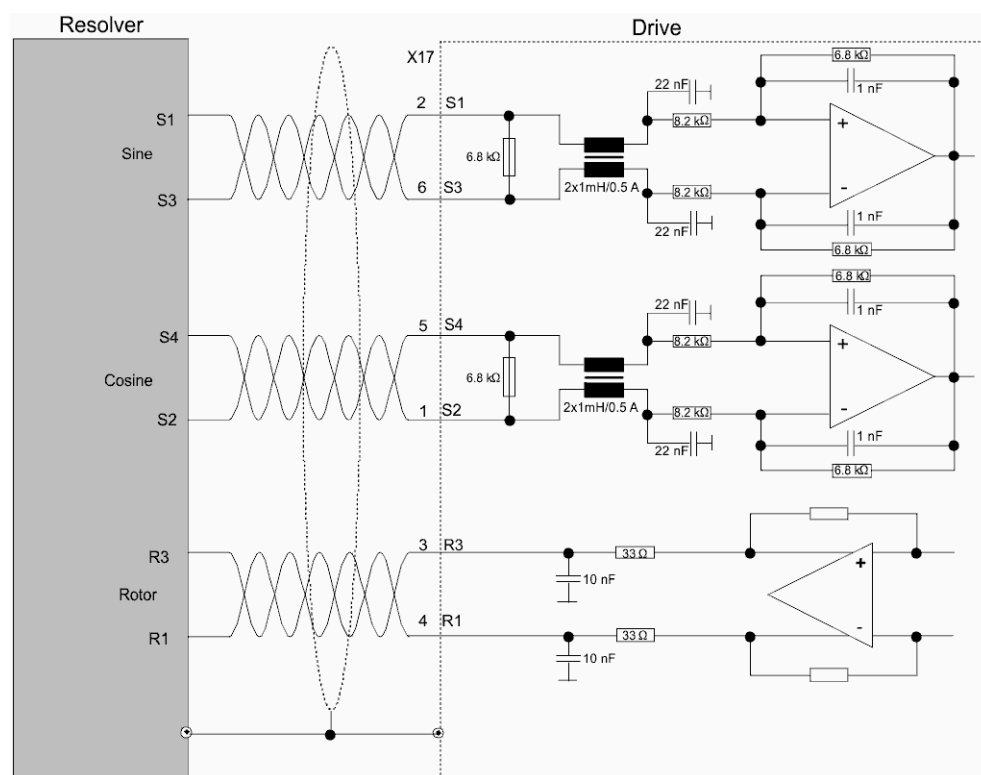 Resolver
Drive
X17
6.8 kΩ
22 nF
1 nF
S1
2 S1
8.2 kΩ
+
Sine
6.8 kΩ
2x1mH/0.5 A
-
S3
6 S3
8.2 kΩ
22 nF
1 nF
6.8 kΩ
6.8 kΩ
22 nF
1 nF
S4
5 S4
8.2 kΩ
+
Cosine
6.8 kΩ
2x1mH/0.5 A
-
S2
1 S2
8.2 kΩ
22 nF
1 nF
6.8 kΩ
R3
3 R3
33 Ω
+
10 nF
Rotor
R1
4 R1
33 Ω
-
10 nF